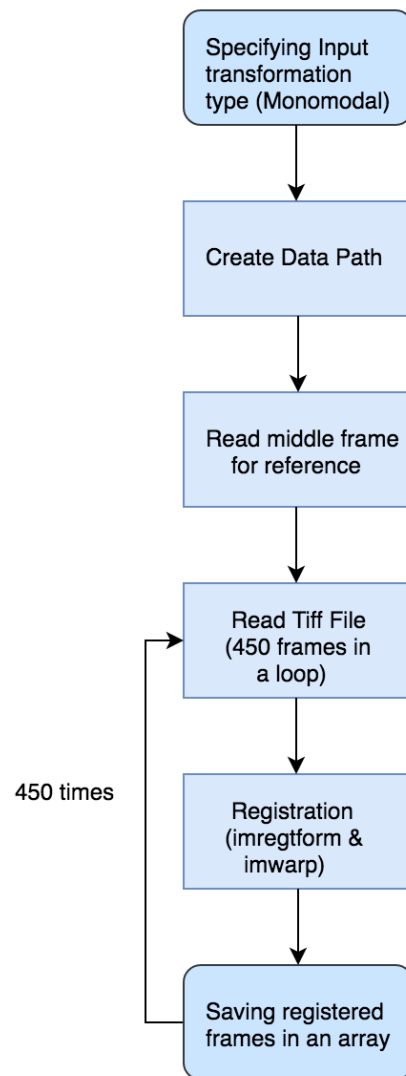 Specifying Input
transformation
type (Monomodal)
Create Data Path
Read middle frame
for reference
Read Tiff File
(450 frames in
a loop)
450 times
Registration
(imregtform &
imwarp)
Saving registered
frames in an array